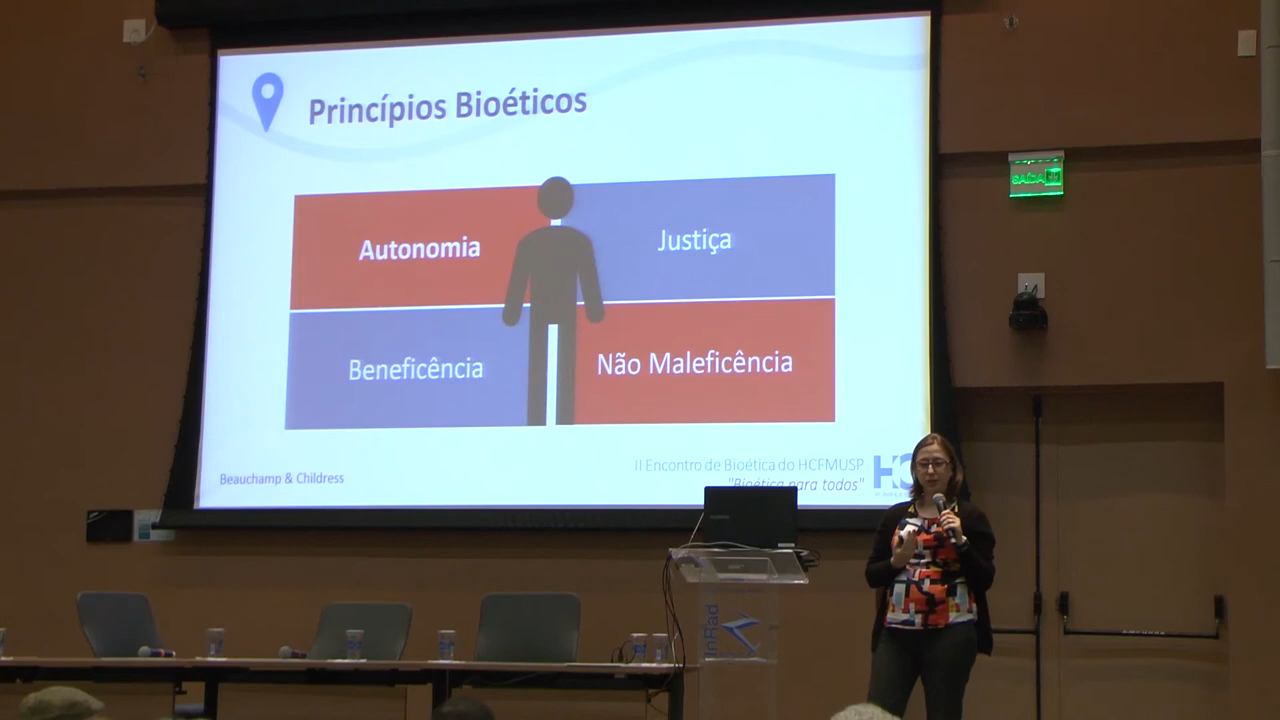 Princípios Bioéticos
Autonomia
Justiça
Beneficência
Não Maleficência
Beauchamp & Childress
II Encontro de Bioética do HCFMUSP
"Bioética para todos"
HC
SAÍDA
InRad